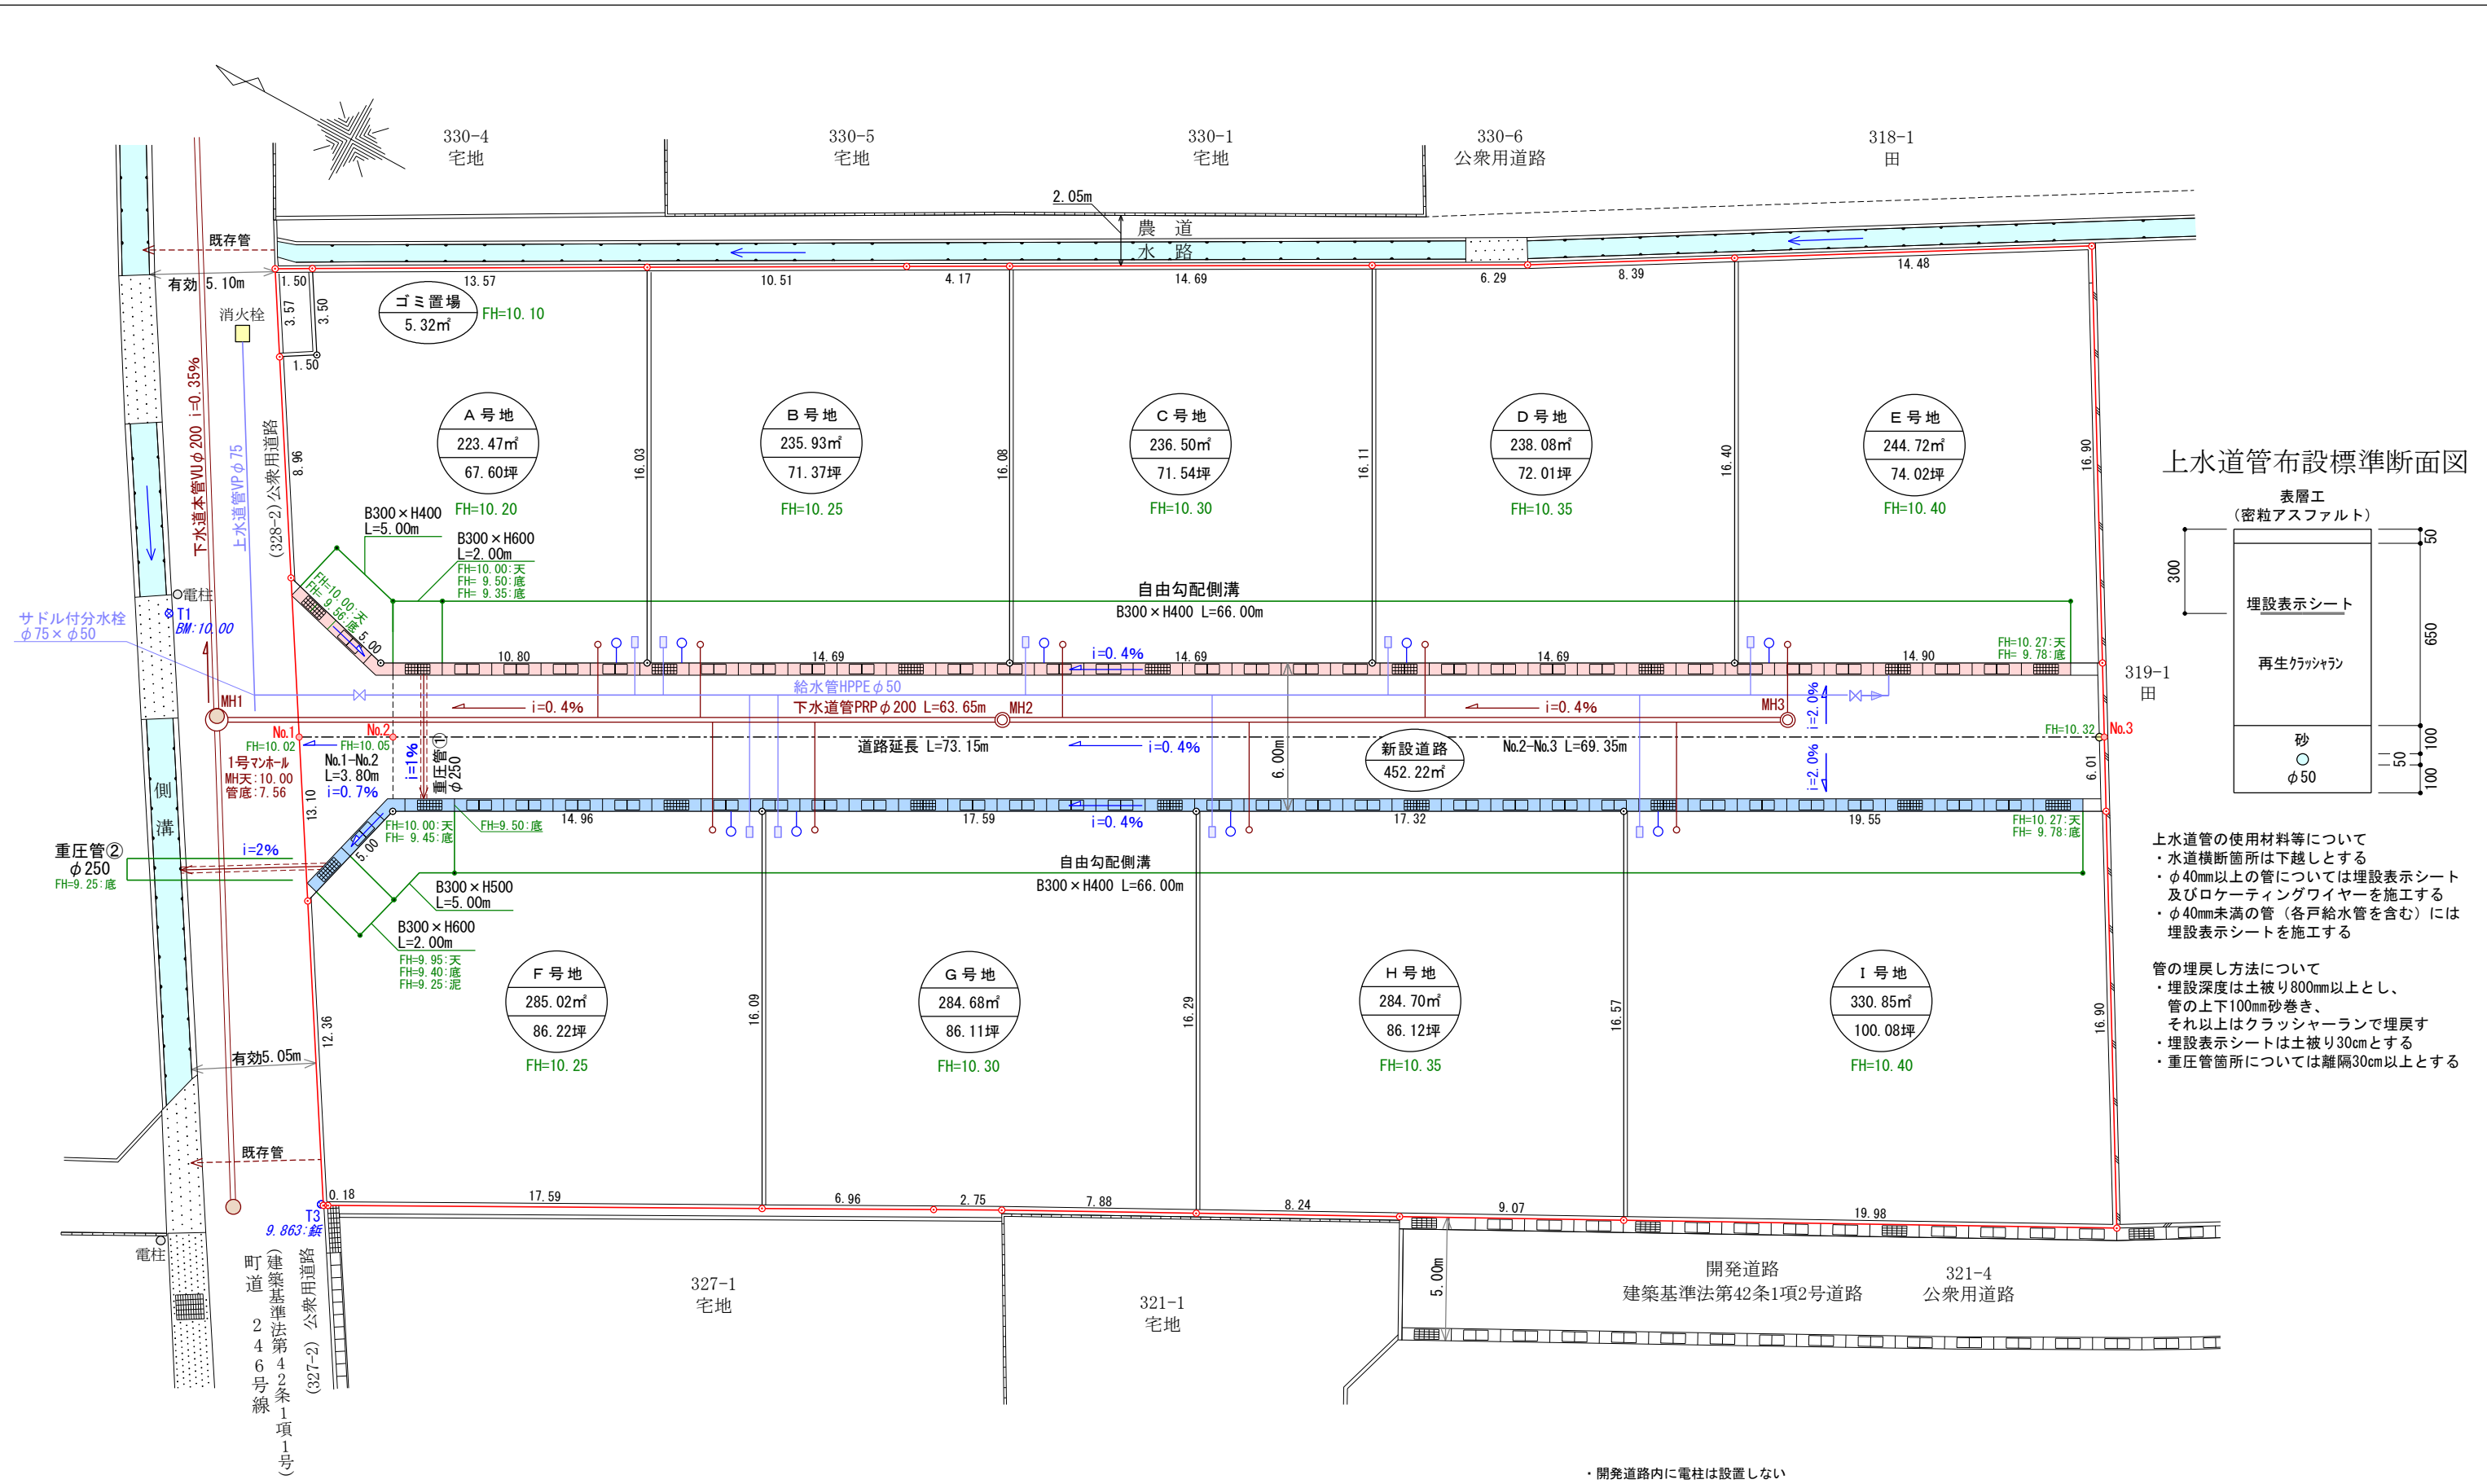 330-4
宅地
330-5
宅地
330-1
宅地
330-6
公衆用道路
318-1
田
2.05m
農 道
水 路
既存管
有効 5.10m
1.50
13.57
10.51
4.17
14.69
6.29
8.39
14.48
3.57
3.50
1.50
ゴミ置場
5.32㎡
FH=10.10
消火栓
下水道本管VUφ200 i=0.35%
上水道管VPφ75
(328-2)公衆用道路
8.96
A 号地
223.47㎡
67.60坪
FH=10.20
16.03
B 号地
235.93㎡
71.37坪
FH=10.25
16.08
C 号地
236.50㎡
71.54坪
FH=10.30
16.11
D 号地
238.08㎡
72.01坪
FH=10.35
16.40
E 号地
244.72㎡
74.02坪
FH=10.40
16.90
上水道管布設標準断面図
表層工
(密粒アスファルト)
300
50
埋設表示シート
650
再生クラッシャラン
砂
φ50
100
50
100
B300×H400
L=5.00m
B300×H600
L=2.00m
FH=10.00:天
FH= 9.50:底
FH= 9.35:底
FH=10.00:天
FH= 9.56:底
5.00
自由勾配側溝
B300×H400 L=66.00m
FH=10.27:天
FH= 9.78:底
電柱
T1
BM:10.00
サドル付分水栓
φ75×φ50
10.80
14.69
i=0.4%
14.69
14.69
14.90
319-1
田
給水管HPPEφ50
MH1
i=0.4%
下水道管PRPφ200 L=63.65m
MH2
i=0.4%
MH3
i=2.0%
No.1
FH=10.02
No.2
FH=10.05
道路延長 L=73.15m
i=0.4%
新設道路
452.22㎡
No.2-No.3 L=69.35m
FH=10.32
No.3
1号マンホール
MH天:10.00
管底:7.56
No.1-No.2
L=3.80m
i=0.7%
i=1%
重圧管①
φ250
6.00m
i=2.0%
6.01
側 溝
13.10
FH=10.00:天
FH= 9.45:底
FH=9.50:底
14.96
17.59
i=0.4%
17.32
19.55
FH=10.27:天
FH= 9.78:底
重圧管②
φ250
FH=9.25:底
i=2%
5.00
自由勾配側溝
B300×H400 L=66.00m
B300×H500
L=5.00m
B300×H600
L=2.00m
FH=9.95:天
FH=9.40:底
FH=9.25:泥
上水道管の使用材料等について
・水道横断箇所は下越しとする
・φ40mm以上の管については埋設表示シート
及びロケーティングワイヤーを施工する
・φ40mm未満の管(各戸給水管を含む)には
埋設表示シートを施工する
管の埋戻し方法について
・埋設深度は土被り800mm以上とし、
管の上下100mm砂巻き、
それ以上はクラッシャーランで埋戻す
・埋設表示シートは土被り30cmとする
・重圧管箇所については離隔30cm以上とする
12.36
F 号地
285.02㎡
86.22坪
FH=10.25
16.09
G 号地
284.68㎡
86.11坪
FH=10.30
16.29
H 号地
284.70㎡
86.12坪
FH=10.35
16.57
I 号地
330.85㎡
100.08坪
FH=10.40
16.90
有効5.05m
既存管
0.18
17.59
6.96
2.75
7.88
8.24
9.07
19.98
T3
9.863:鋲
電柱
町道 246号線
(建築基準法第42条1項1号)
(327-2) 公衆用道路
327-1
宅地
321-1
宅地
5.00m
開発道路
建築基準法第42条1項2号道路
321-4
公衆用道路
・開発道路内に電柱は設置しない